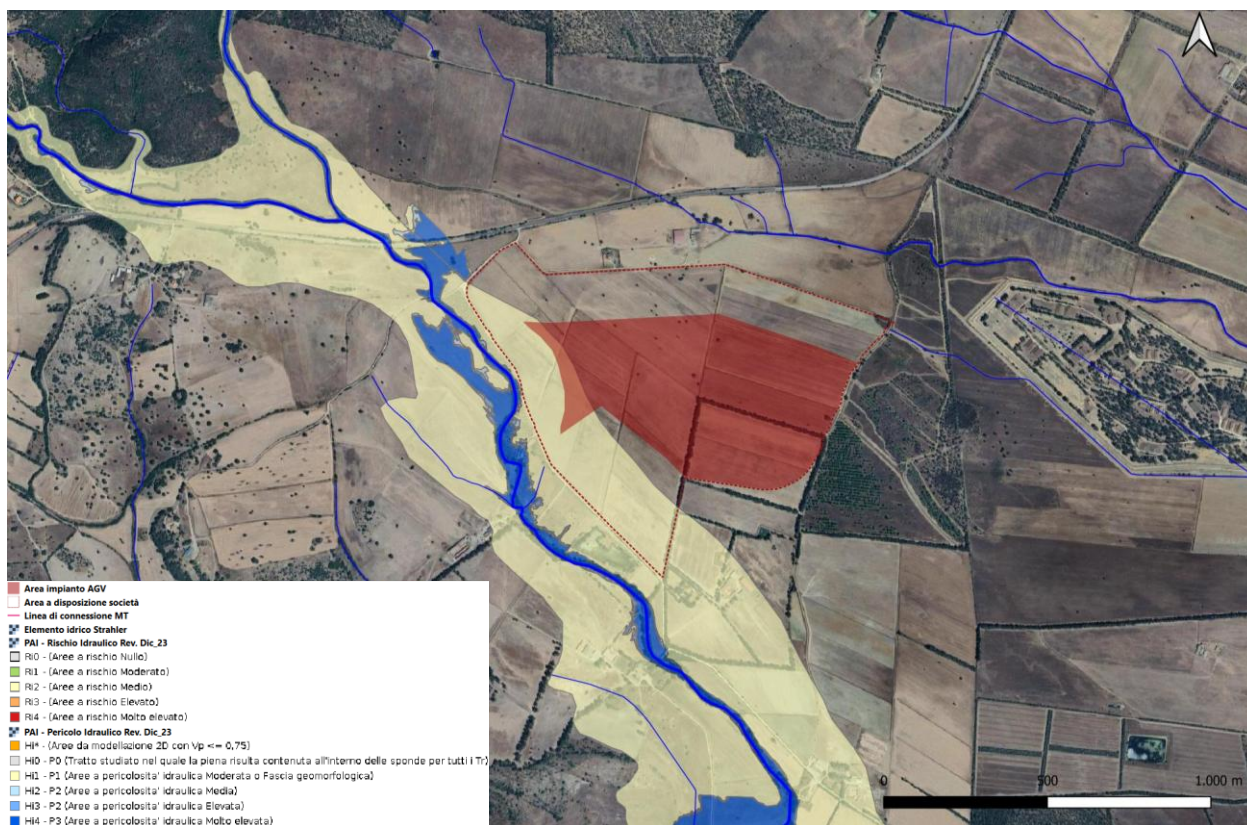 Area impianto AGV
Area a disposizione società
Linea di connessione MT
Elemento idrico Strahler
PAI - Rischio Idraulico Rev. Dic_23
Ri0 - (Aree a rischio Nullo)
Ri1 - (Aree a rischio Moderato)
Ri2 - (Aree a rischio Medio)
Ri3 - (Aree a rischio Elevato)
Ri4 - (Aree a rischio Molto elevato)
PAI - Pericolo Idraulico Rev. Dic_23
Hi* - (Aree da modellazione 2D con Vp <= 0,75)
Hi0 - P0 (Tratto studiato nel quale la piena risulta contenuta all'interno delle sponde per tutti i Tr)
Hi1 - P1 (Aree a pericolosita' idraulica Moderata o Fascia geomorfologica)
Hi2 - P2 (Aree a pericolosita' idraulica Media)
Hi3 - P2 (Aree a pericolosita' idraulica Elevata)
Hi4 - P3 (Aree a pericolosita' idraulica Molto elevata)
0 500 1.000 m